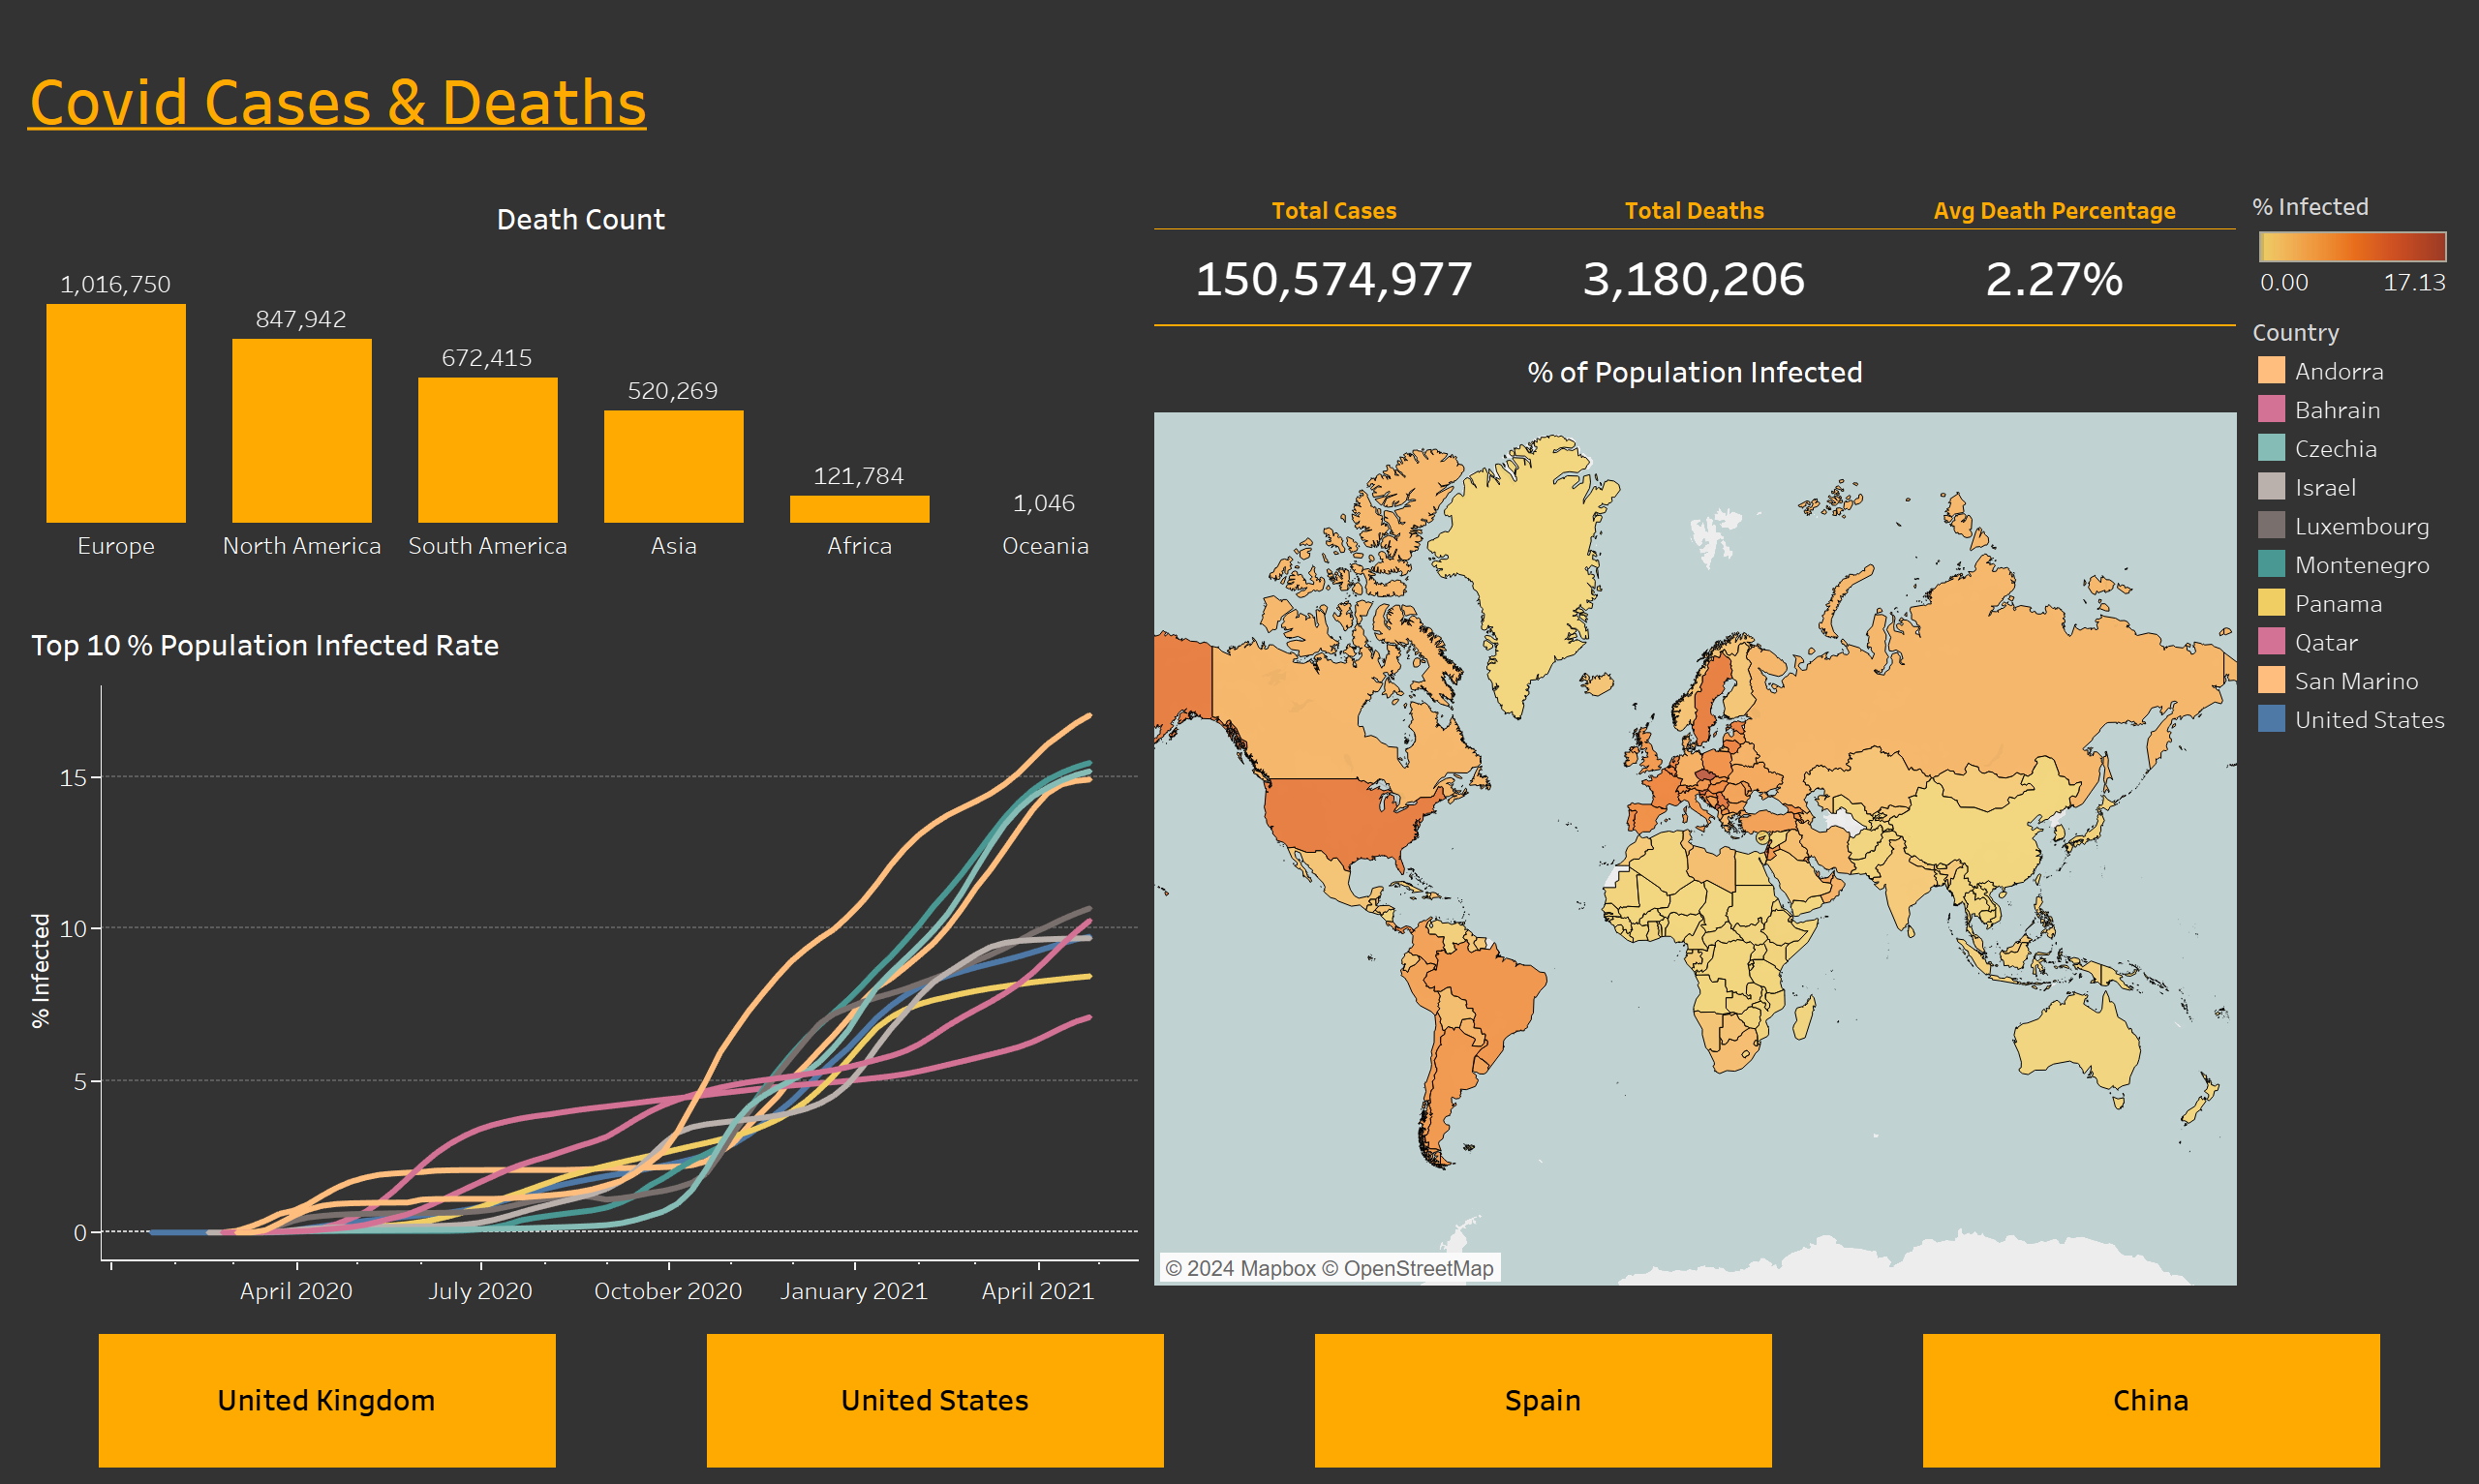 Covid Cases & Deaths
Death Count
1,016,750
847,942
672,415
520,269
121,784
1,046
Europe
North America
South America
Asia
Africa
Oceania
Total Cases
Total Deaths
Avg Death Percentage
150,574,977
3,180,206
2.27%
% Infected
0.00
17.13
Country
Andorra
Bahrain
Czechia
Israel
Luxembourg
Montenegro
Panama
Qatar
San Marino
United States
% of Population Infected
© 2024 Mapbox © OpenStreetMap
Top 10 % Population Infected Rate
% Infected
15
10
5
0
April 2020
July 2020
October 2020
January 2021
April 2021
United Kingdom
United States
Spain
China